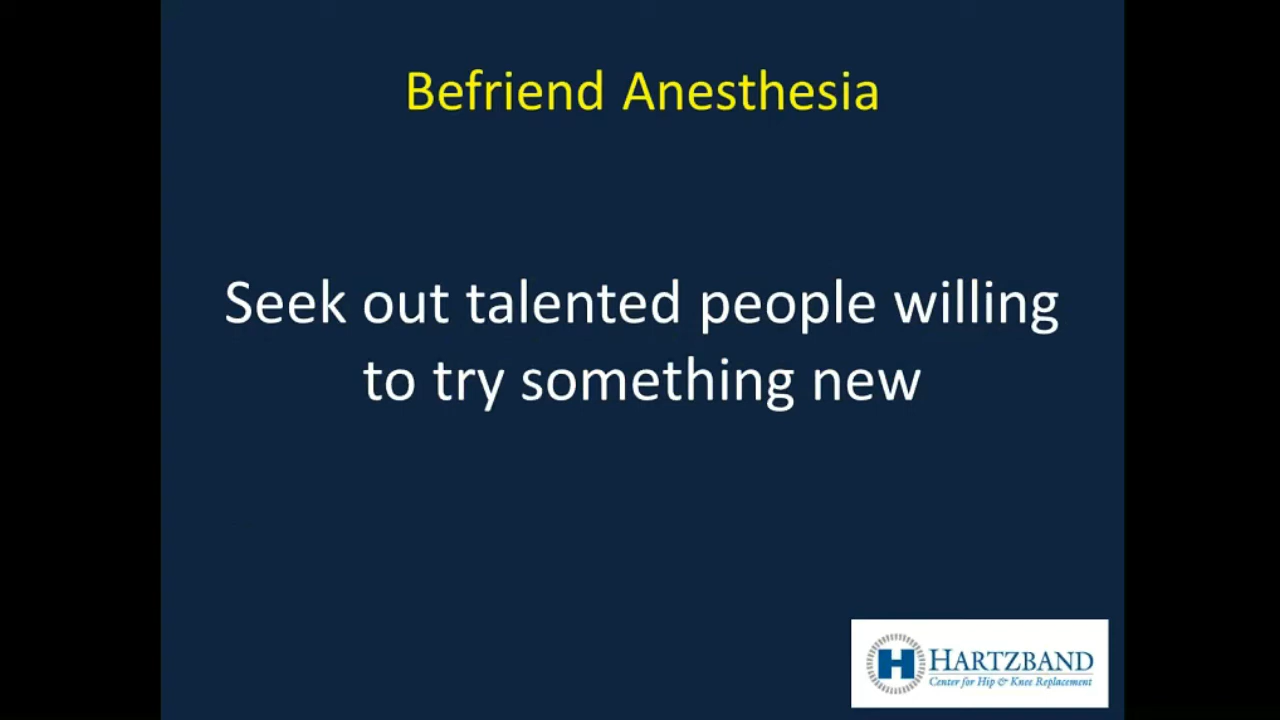 Befriend Anesthesia
Seek out talented people willing
to try something new
H HARTZBAND
Center for Hip & Knee Replacement